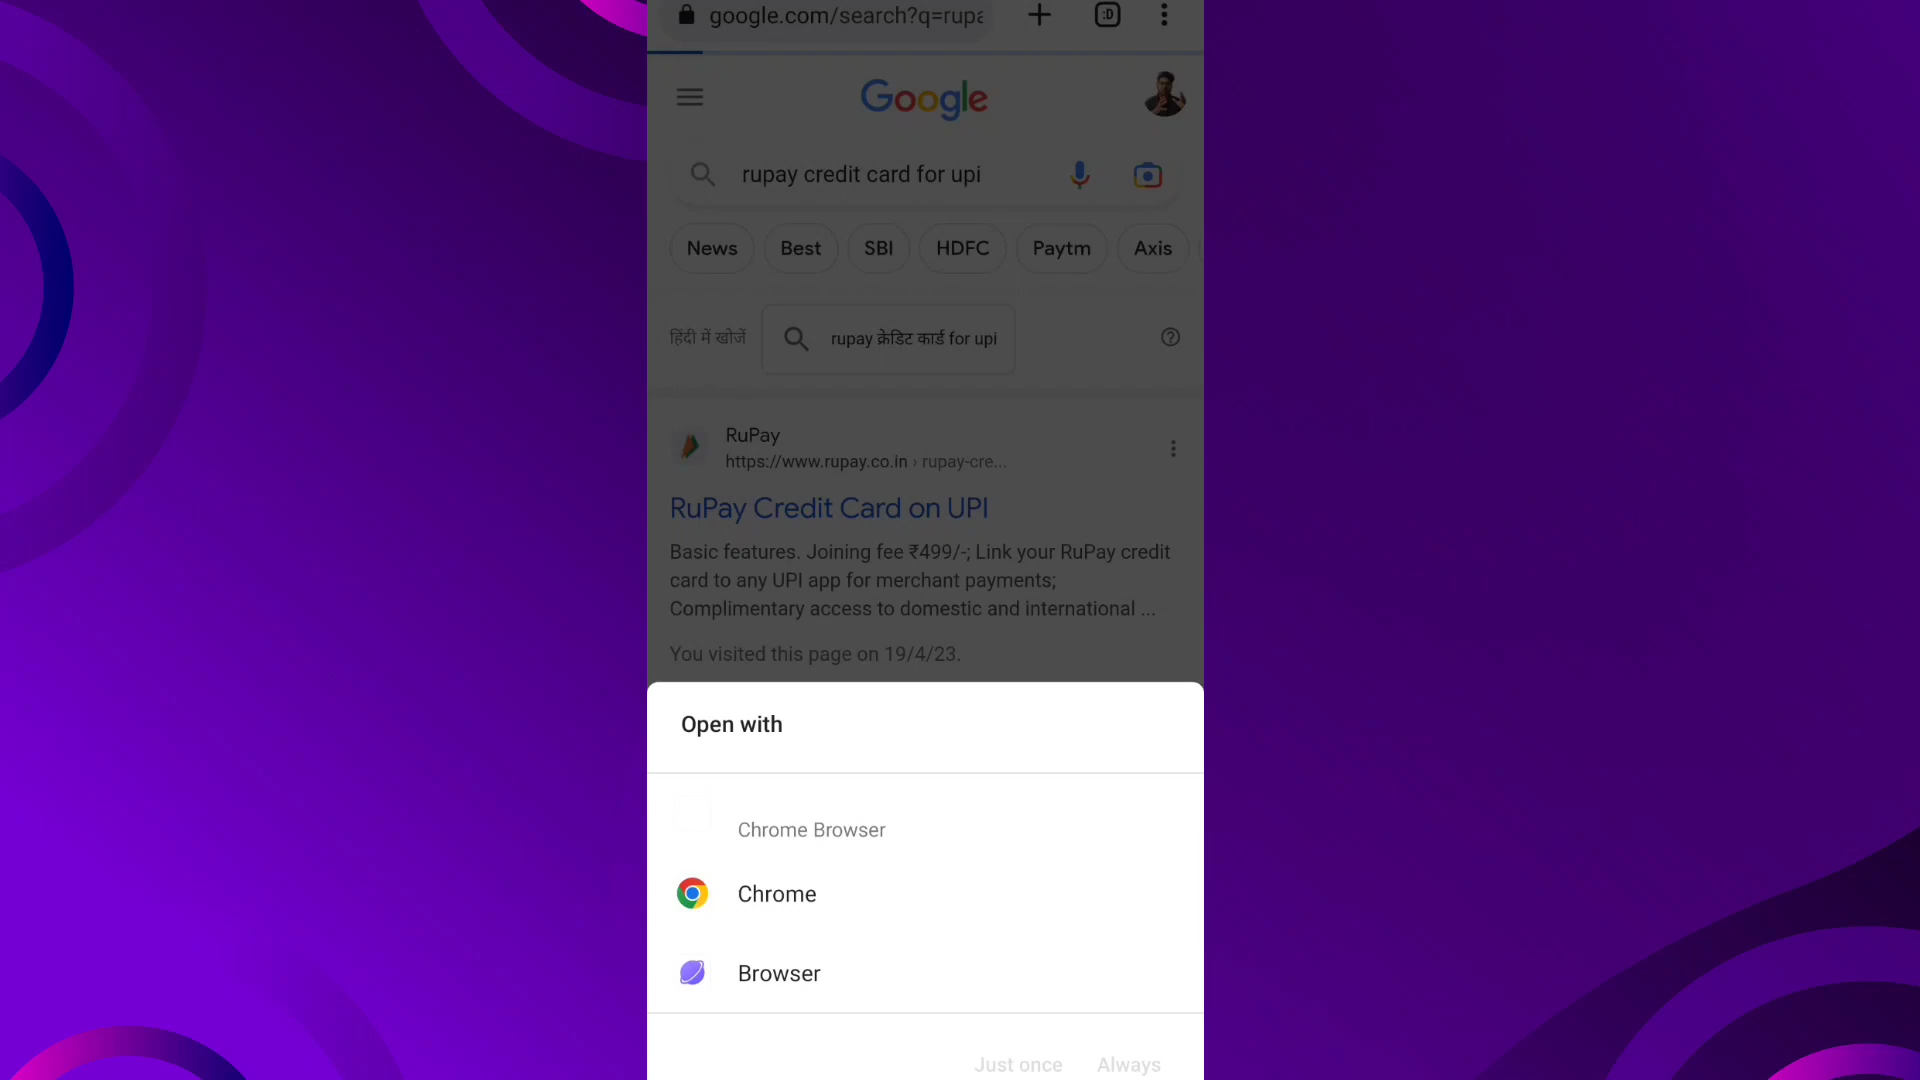 google.com/search?q=rupa
:D
Google
rupay credit card for upi
News Best SBI HDFC Paytm Axis
हिंदी में खोजें rupay क्रेडिट कार्ड for upi
RuPay
https://www.rupay.co.in › rupay-cre...
RuPay Credit Card on UPI
Basic features. Joining fee ₹499/-; Link your RuPay credit
card to any UPI app for merchant payments;
Complimentary access to domestic and international ...
You visited this page on 19/4/23.
Open with
Chrome Browser
Chrome
Browser
Just once Always